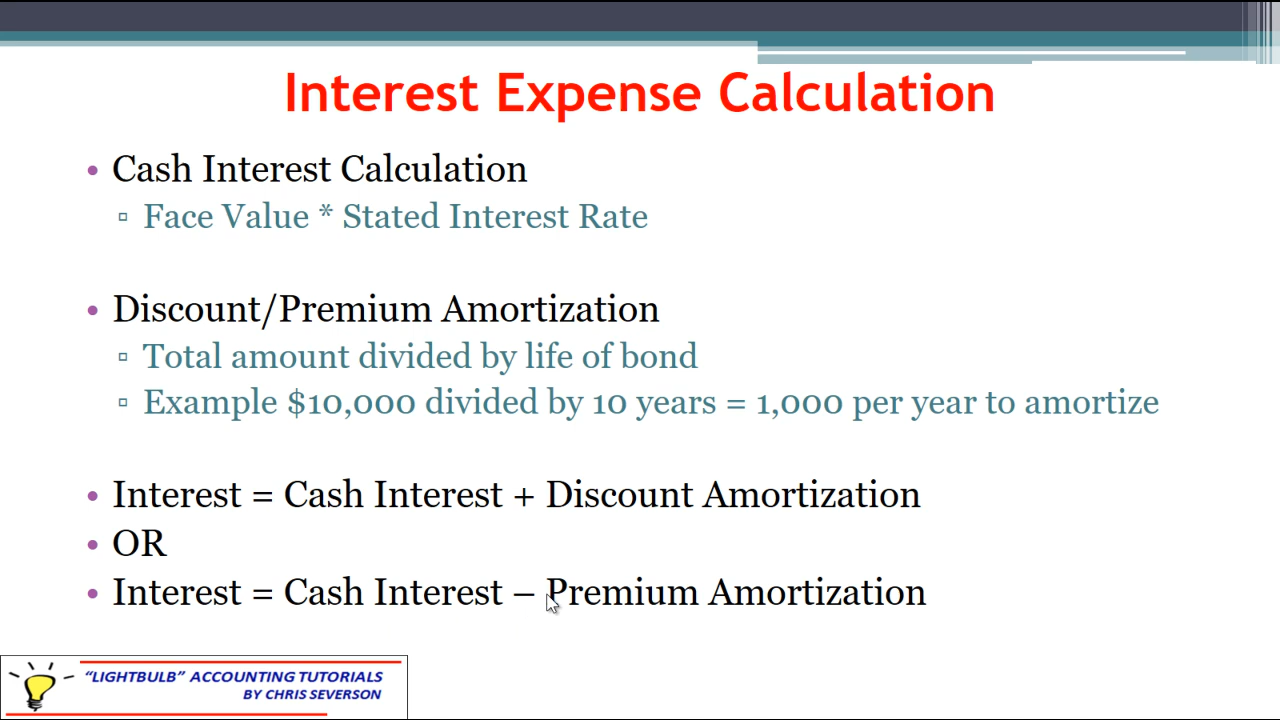 Interest Expense Calculation
• Cash Interest Calculation
▫ Face Value * Stated Interest Rate
• Discount/Premium Amortization
▫ Total amount divided by life of bond
▫ Example $10,000 divided by 10 years = 1,000 per year to amortize
• Interest = Cash Interest + Discount Amortization
• OR
• Interest = Cash Interest – Premium Amortization
“LIGHTBULB” ACCOUNTING TUTORIALS
BY CHRIS SEVERSON